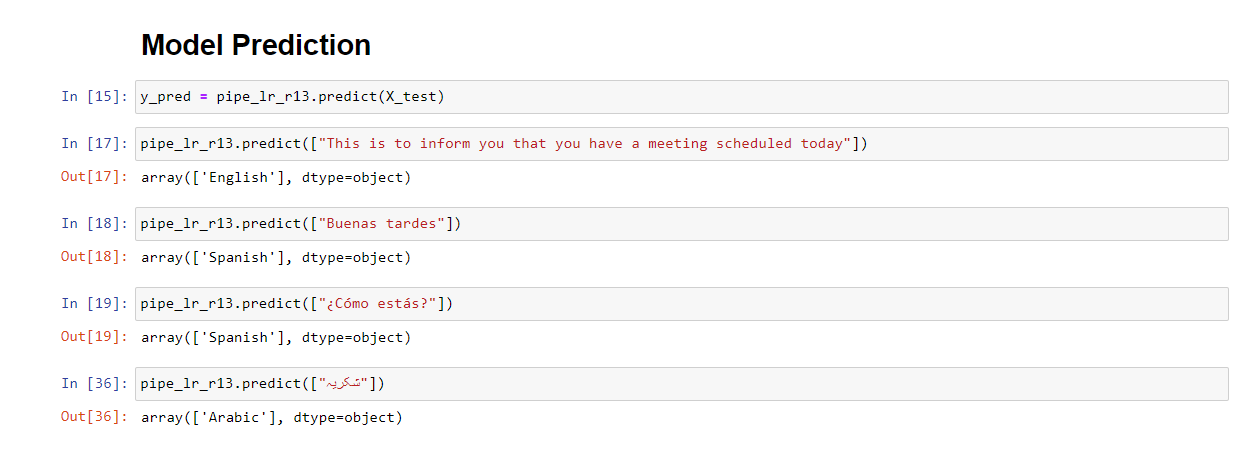 Model Prediction
In [15]: y_pred = pipe_lr_r13.predict(X_test)
In [17]: pipe_lr_r13.predict(["This is to inform you that you have a meeting scheduled today"])
Out[17]: array(['English'], dtype=object)
In [18]: pipe_lr_r13.predict(["Buenas tardes"])
Out[18]: array(['Spanish'], dtype=object)
In [19]: pipe_lr_r13.predict(["¿Cómo estás?"])
Out[19]: array(['Spanish'], dtype=object)
In [36]: pipe_lr_r13.predict(["شکریہ"])
Out[36]: array(['Arabic'], dtype=object)